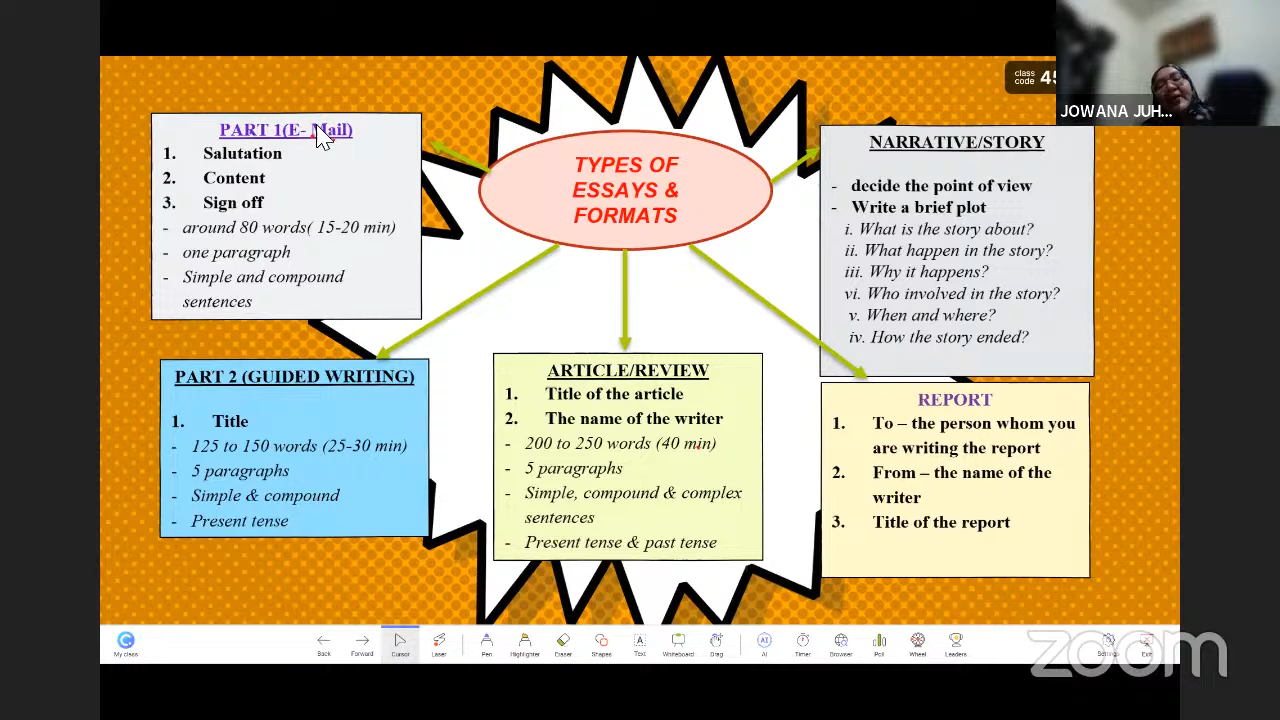 class
code 45
JOWANA JUH...
PART 1(E- Mail)
1. Salutation
2. Content
3. Sign off
- around 80 words( 15-20 min)
- one paragraph
- Simple and compound
sentences
TYPES OF
ESSAYS &
FORMATS
NARRATIVE/STORY
- decide the point of view
- Write a brief plot
i. What is the story about?
ii. What happen in the story?
iii. Why it happens?
vi. Who involved in the story?
v. When and where?
iv. How the story ended?
PART 2 (GUIDED WRITING)
1. Title
- 125 to 150 words (25-30 min)
- 5 paragraphs
- Simple & compound
- Present tense
ARTICLE/REVIEW
1. Title of the article
2. The name of the writer
- 200 to 250 words (40 min)
- 5 paragraphs
- Simple, compound & complex
sentences
- Present tense & past tense
REPORT
1. To – the person whom you
are writing the report
2. From – the name of the
writer
3. Title of the report
My class
Back
Forward
Cursor
Laser
Pen
Highlighter
Eraser
Shapes
Text
Whiteboard
Drag
AI
Timer
Browser
Poll
Wheel
Leaders..
Settings
Exit
zoom